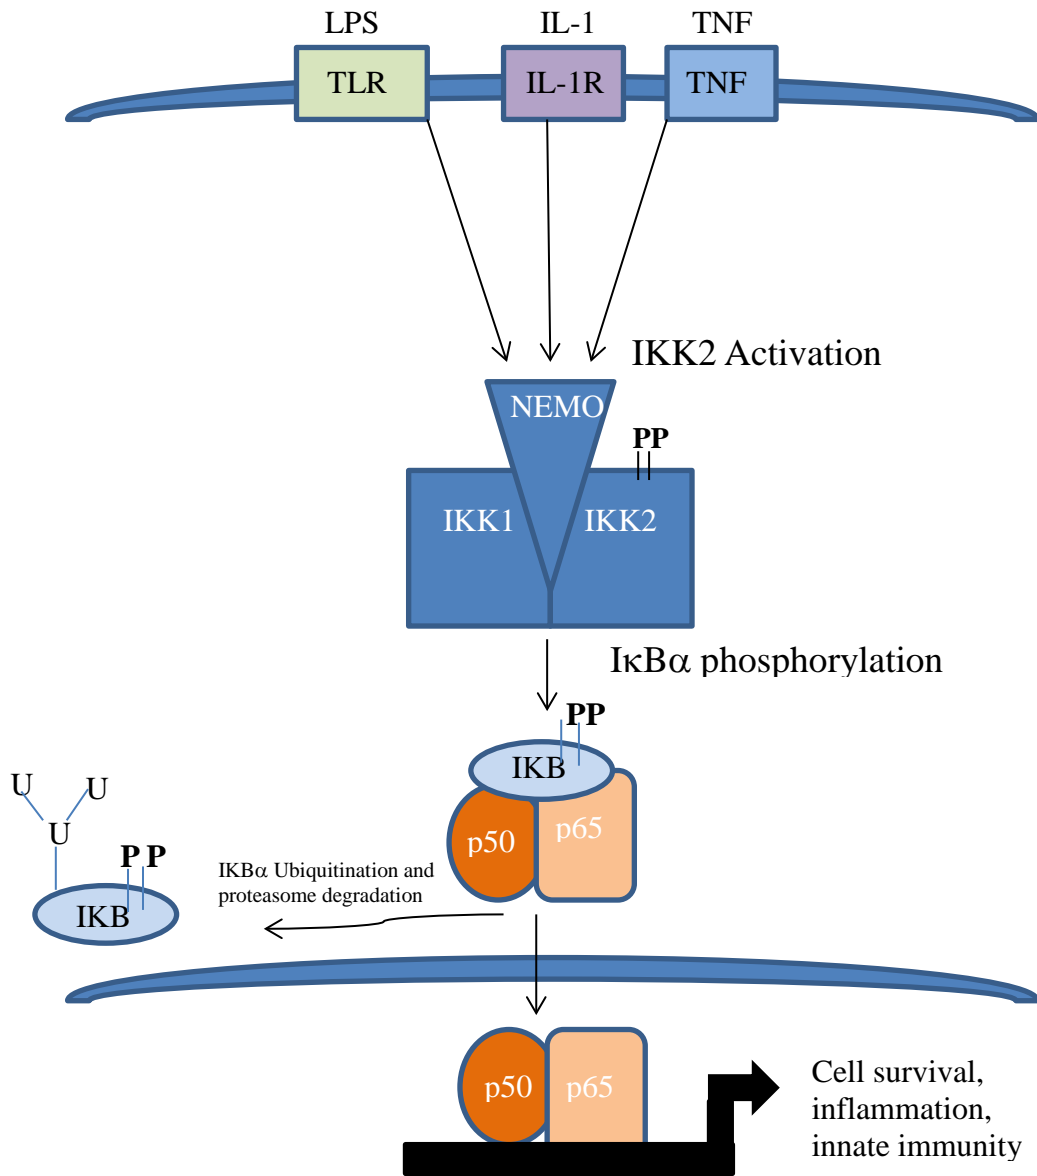 LPS
IL-1
TNF
TLR
IL-1R
TNF
IKK2 Activation
NEMO
PP
IKK1
IKK2
IκBα phosphorylation
PP
IKB
p50
p65
U
U
U
P P
IKB
IKBα Ubiquitination and
proteasome degradation
p50
p65
Cell survival,
inflammation,
innate immunity